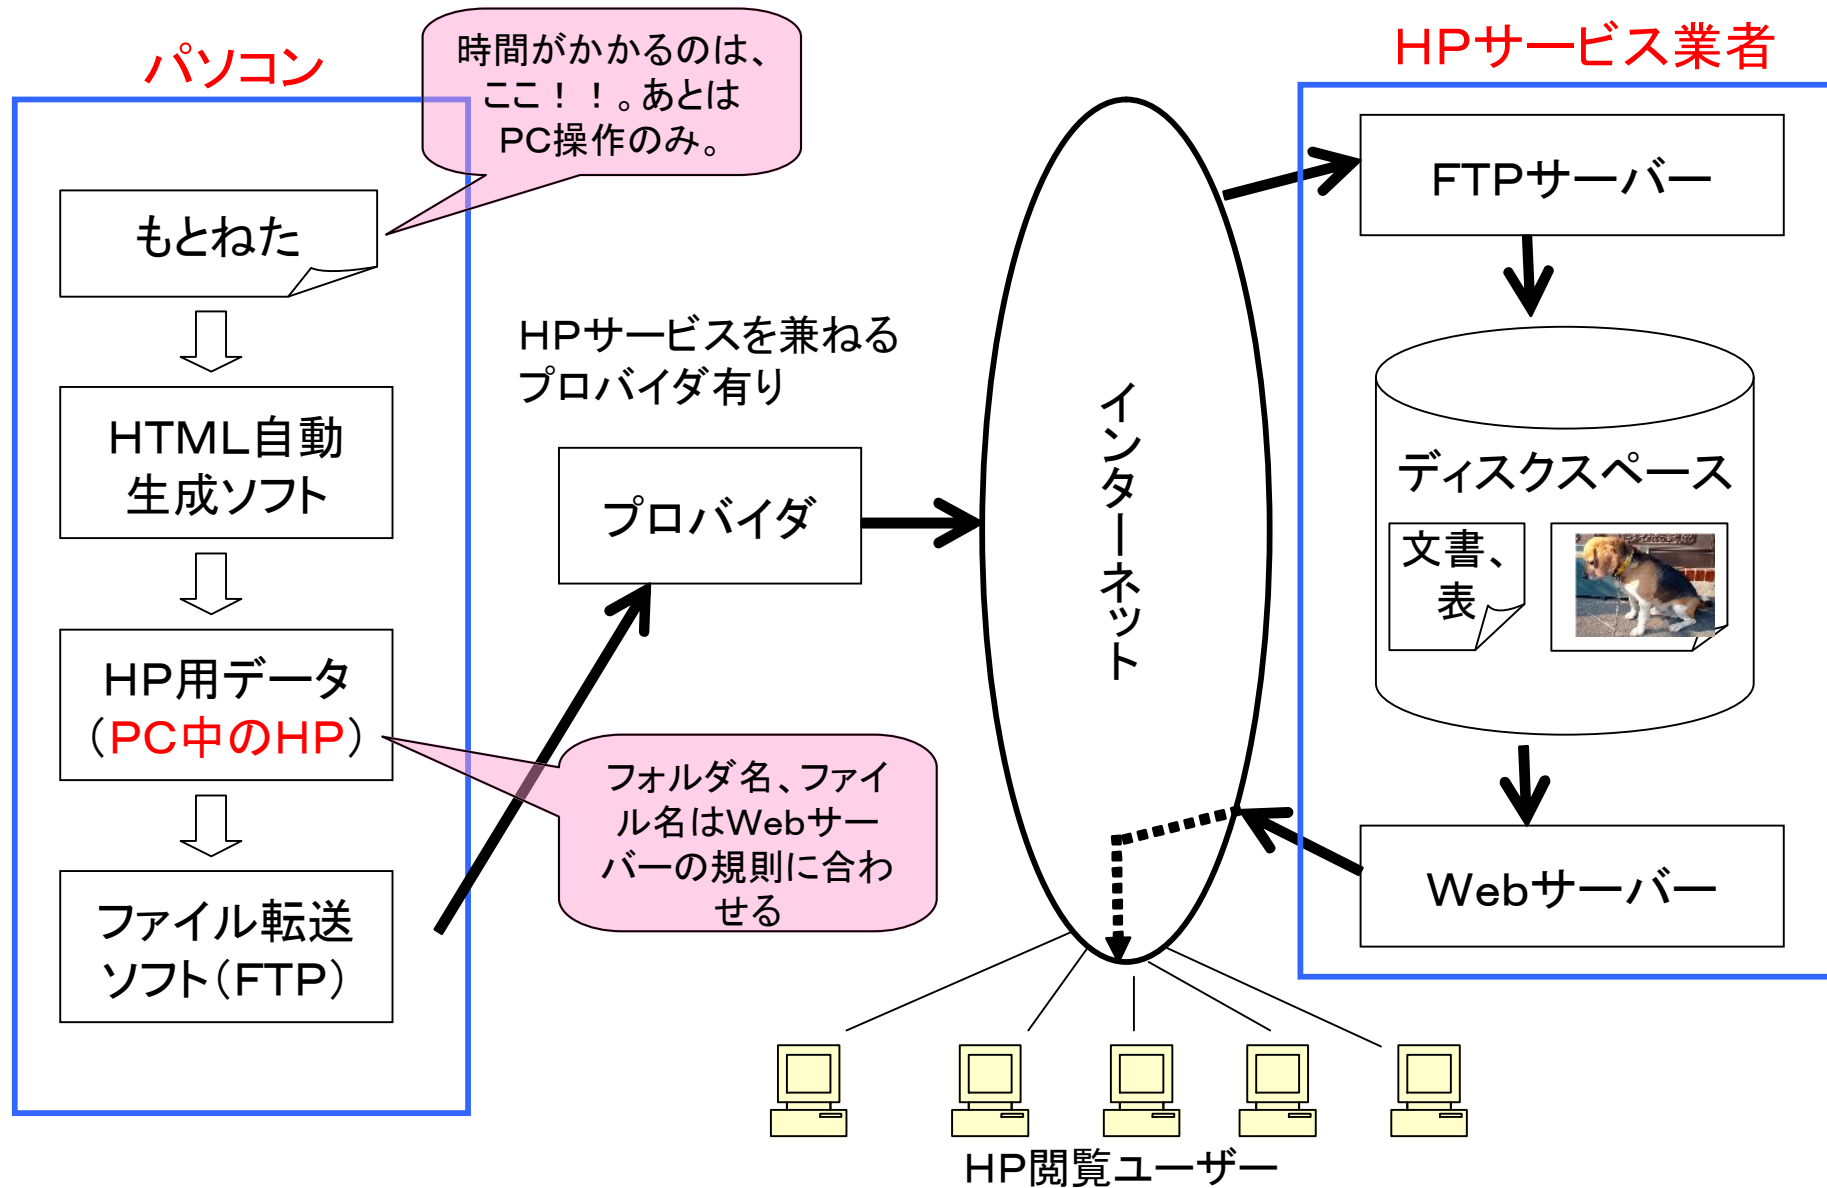 パソコン
時間がかかるのは、
ここ！！。あとは
PC操作のみ。
もとねた
HTML自動
生成ソフト
HP用データ
（PC中のHP）
フォルダ名、ファイ
ル名はWebサー
バーの規則に合わ
せる
ファイル転送
ソフト（FTP）
HPサービスを兼ねる
プロバイダ有り
プロバイダ
インターネット
HPサービス業者
FTPサーバー
ディスクスペース
文書、
表
Webサーバー
HP閲覧ユーザー